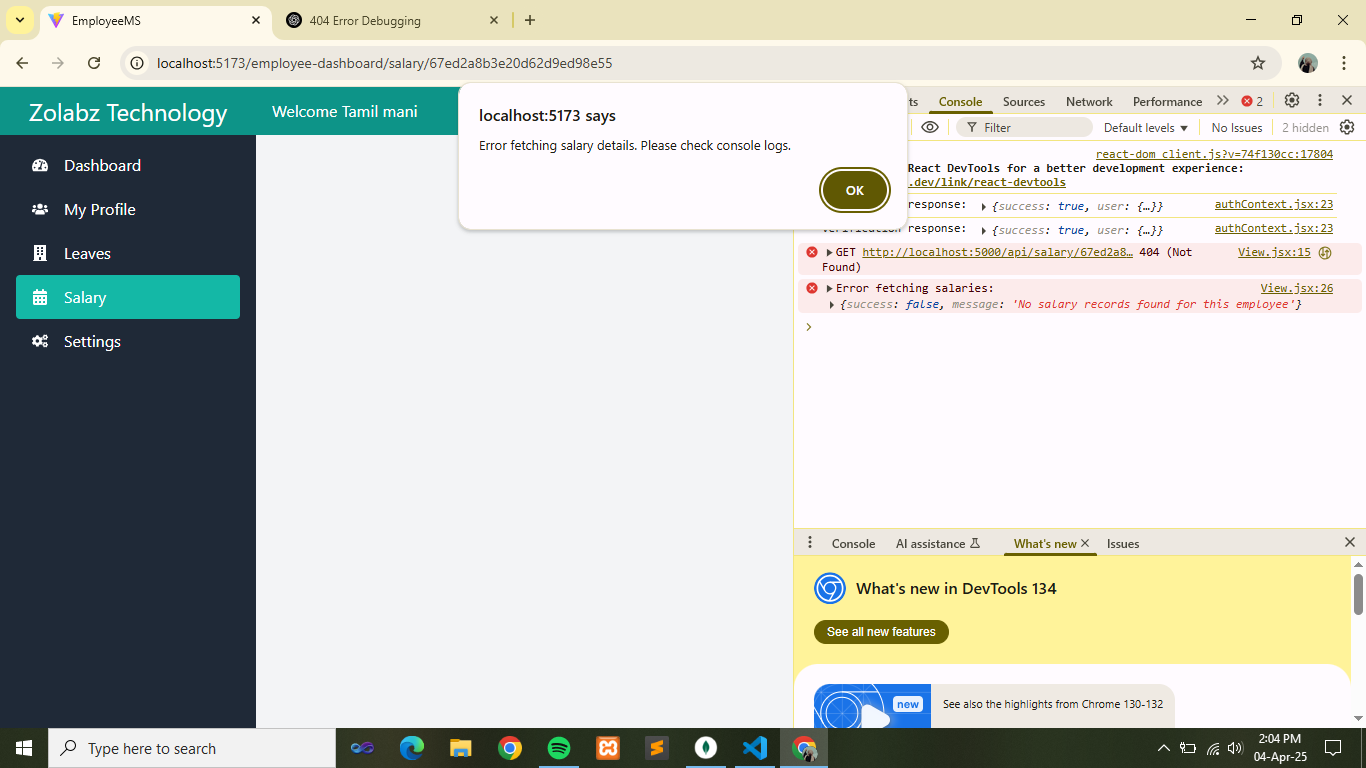 EmployeeMS
404 Error Debugging
localhost:5173/employee-dashboard/salary/67ed2a8b3e20d62d9ed98e55
Zolabz Technology
Welcome Tamil mani
Dashboard
My Profile
Leaves
Salary
Settings
localhost:5173 says
Error fetching salary details. Please check console logs.
OK
Console
Sources
Network
Performance
2
Filter
Default levels
No Issues
2 hidden
react-dom_client.js?v=74f130cc:17804
React DevTools for a better development experience:
.dev/link/react-devtools
response: {success: true, user: {…}} authContext.jsx:23
response: {success: true, user: {…}} authContext.jsx:23
GET http://localhost:5000/api/salary/67ed2a8… 404 (Not View.jsx:15
Found)
Error fetching salaries: View.jsx:26
{success: false, message: 'No salary records found for this employee'}
Console
AI assistance
What's new
Issues
What's new in DevTools 134
See all new features
new
See also the highlights from Chrome 130-132
Type here to search
2:04 PM
04-Apr-25